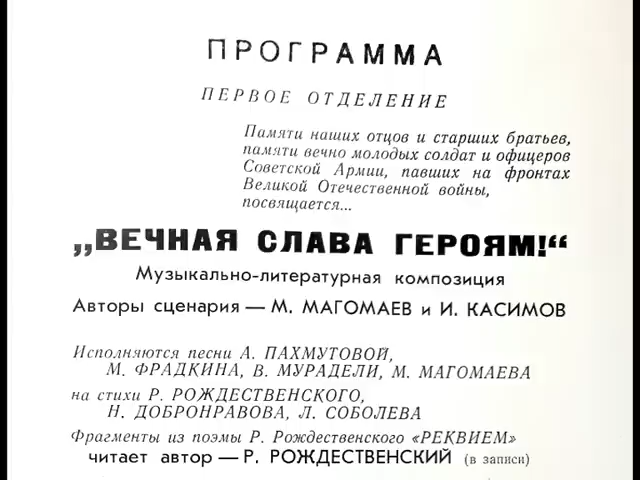 ПРОГРАММА
ПЕРВОЕ ОТДЕЛЕНИЕ
Памяти наших отцов и старших братьев,
памяти вечно молодых солдат и офицеров
Советской Армии, павших на фронтах
Великой Отечественной войны,
посвящается...
„ВЕЧНАЯ СЛАВА ГЕРОЯМ!“
Музыкально-литературная композиция
Авторы сценария — М. МАГОМАЕВ и И. КАСИМОВ
Исполняются песни А. ПАХМУТОВОЙ,
М. ФРАДКИНА, В. МУРАДЕЛИ, М. МАГОМАЕВА
на стихи Р. РОЖДЕСТВЕНСКОГО,
Н. ДОБРОНРАВОВА, Л. СОБОЛЕВА
Фрагменты из поэмы Р. Рождественского «РЕКВИЕМ»
читает автор — Р. РОЖДЕСТВЕНСКИЙ (в записи)